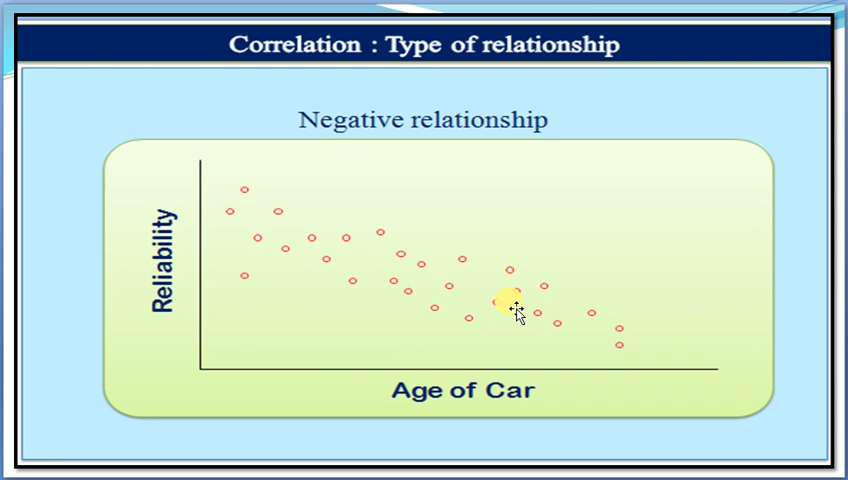 Correlation : Type of relationship
Negative relationship
Reliability
Age of Car